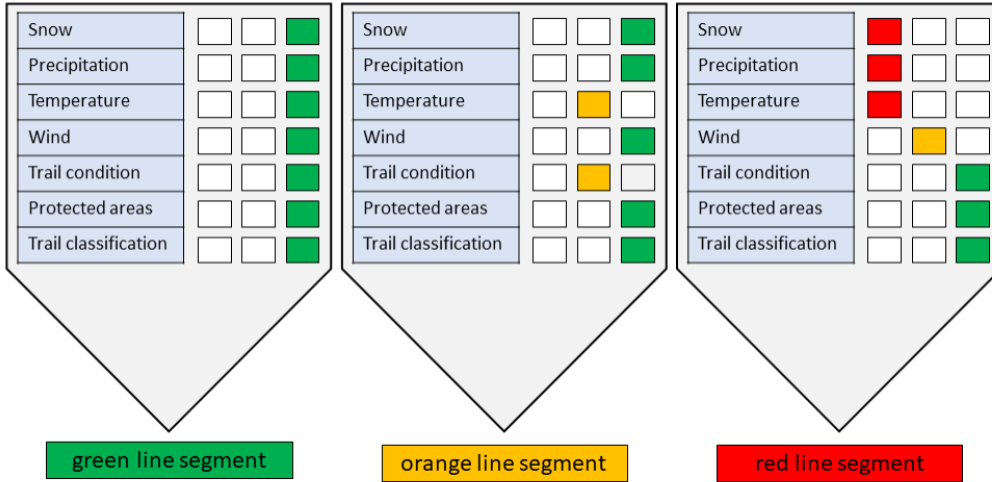 Snow
Precipitation
Temperature
Wind
Trail condition
Protected areas
Trail classification
green line segment
Snow
Precipitation
Temperature
Wind
Trail condition
Protected areas
Trail classification
orange line segment
Snow
Precipitation
Temperature
Wind
Trail condition
Protected areas
Trail classification
red line segment